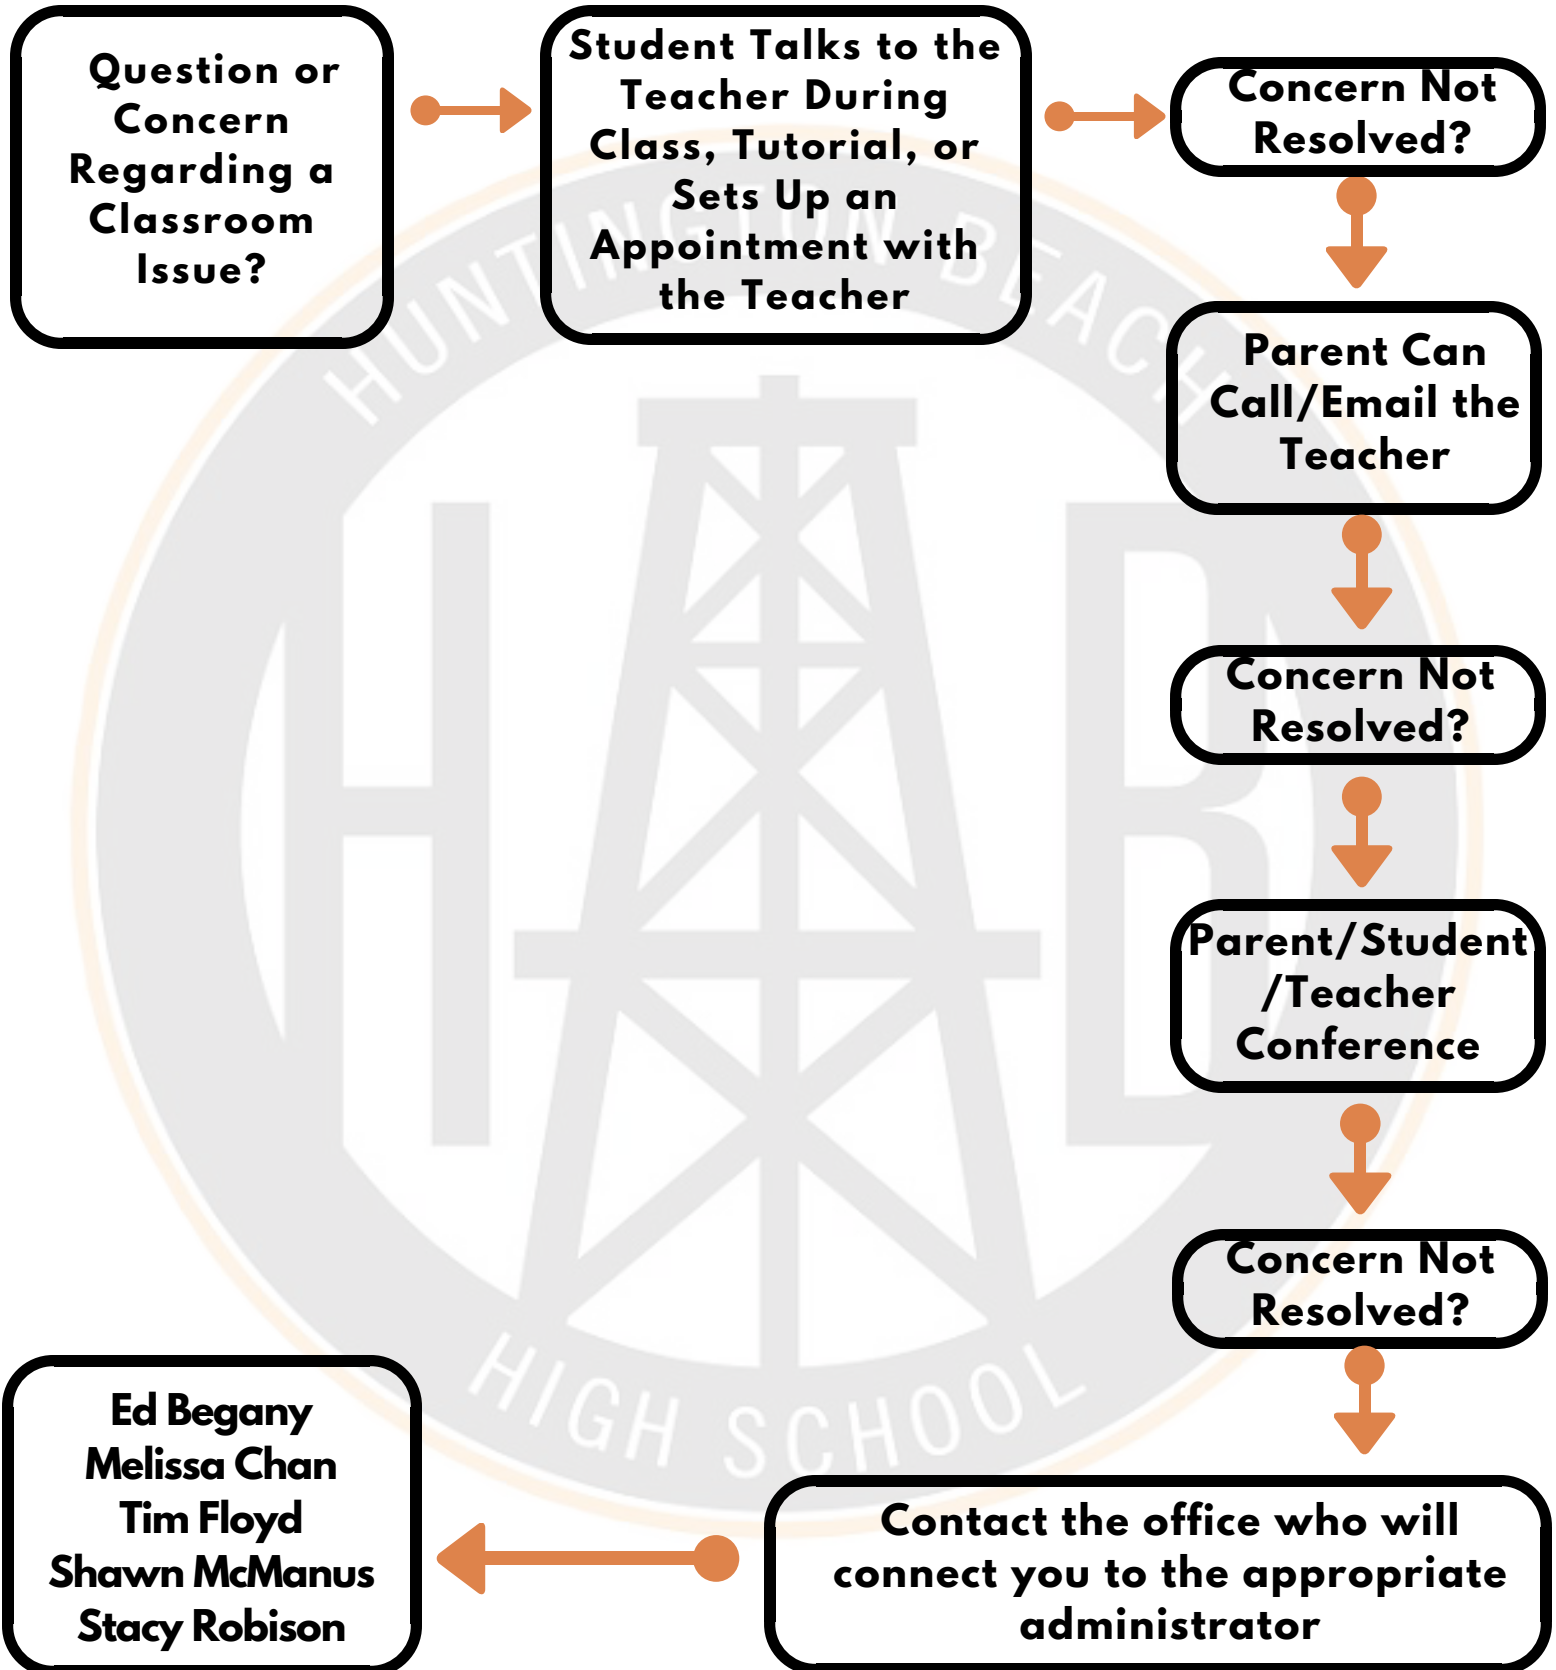 Question or
Concern
Regarding a
Classroom
Issue?
Student Talks to the
Teacher During
Class, Tutorial, or
Sets Up an
Appointment with
the Teacher
Concern Not
Resolved?
Parent Can
Call/Email the
Teacher
Concern Not
Resolved?
Parent/Student
/Teacher
Conference
Concern Not
Resolved?
Contact the office who will
connect you to the appropriate
administrator
Ed Begany
Melissa Chan
Tim Floyd
Shawn McManus
Stacy Robison
HUNTINGTON BEACH
H B
HIGH SCHOOL